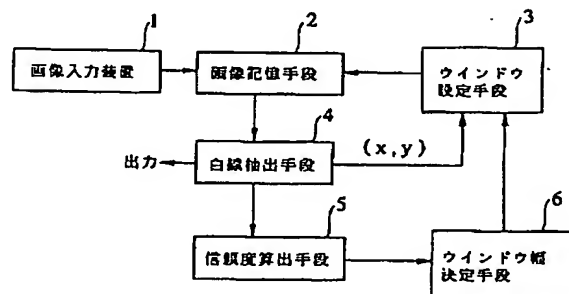 1
画像入力装置
2
画像記憶手段
3
ウインドウ
設定手段
4
白線抽出手段
出力
(x,y)
5
信頼度算出手段
6
ウインドウ幅
決定手段